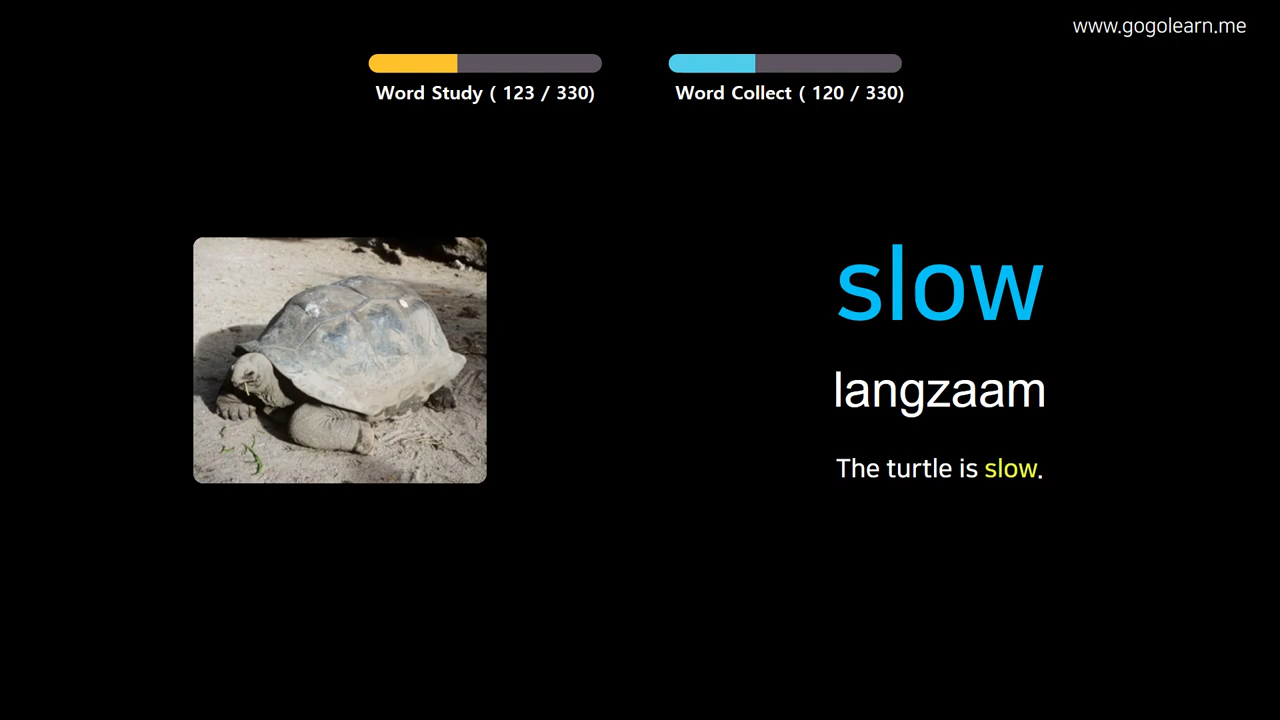 www.gogolearn.me
Word Study ( 123 / 330)
Word Collect ( 120 / 330)
slow
langzaam
The turtle is slow.